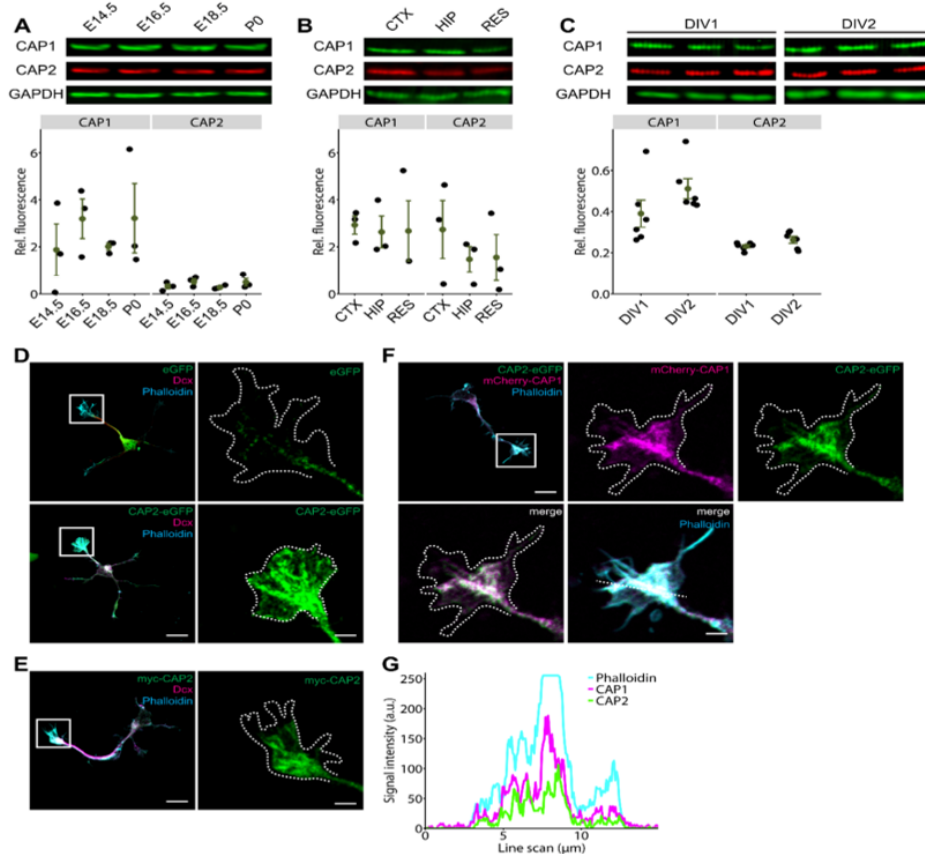 A
E14.5 E16.5 E18.5 P0
CAP1
CAP2
GAPDH
CAP1 CAP2
Rel. fluorescence
6
4
2
0
E14.5 E16.5 E18.5 P0 E14.5 E16.5 E18.5 P0
B
CTX HIP RES
CAP1
CAP2
GAPDH
CAP1 CAP2
Rel. fluorescence
6
4
2
0
CTX HIP RES CTX HIP RES
C
DIV1 DIV2
CAP1
CAP2
GAPDH
CAP1 CAP2
Rel. fluorescence
0.6
0.4
0.2
0.0
DIV1 DIV2 DIV1 DIV2
D
eGFP
Dcx
Phalloidin
eGFP
CAP2-eGFP
Dcx
Phalloidin
CAP2-eGFP
E
myc-CAP2
Dcx
Phalloidin
myc-CAP2
F
CAP2-eGFP
mCherry-CAP1
Phalloidin
mCherry-CAP1
CAP2-eGFP
merge
merge
Phalloidin
G
Phalloidin
CAP1
CAP2
Signal intensity (a.u.)
250
200
150
100
50
0
5 10
Line scan (µm)